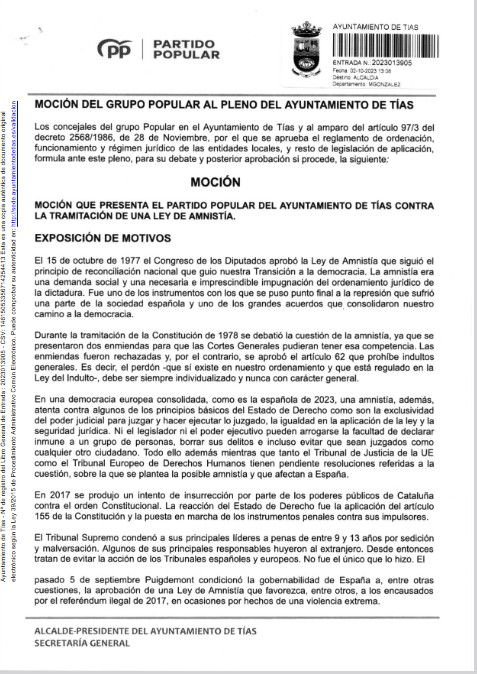 PP PARTIDO
POPULAR
AYUNTAMIENTO DE TIAS
ENTRADA N.: 2023013905
Fecha: 02-10-2023 13:08
Destino: ALCALDIA
Departamento: MGONZALEZ
MOCIÓN DEL GRUPO POPULAR AL PLENO DEL AYUNTAMIENTO DE TÍAS
Los concejales del grupo Popular en el Ayuntamiento de Tías y al amparo del artículo 97/3 del
decreto 2568/1986, de 28 de Noviembre, por el que se aprueba el reglamento de ordenación,
funcionamiento y régimen jurídico de las entidades locales, y resto de legislación de aplicación,
formula ante este pleno, para su debate y posterior aprobación si procede, la siguiente:
MOCIÓN
MOCIÓN QUE PRESENTA EL PARTIDO POPULAR DEL AYUNTAMIENTO DE TÍAS CONTRA
LA TRAMITACIÓN DE UNA LEY DE AMNISTÍA.
EXPOSICIÓN DE MOTIVOS
El 15 de octubre de 1977 el Congreso de los Diputados aprobó la Ley de Amnistía que siguió el
principio de reconciliación nacional que guio nuestra Transición a la democracia. La amnistía era
una demanda social y una necesaria e imprescindible impugnación del ordenamiento jurídico de
la dictadura. Fue uno de los instrumentos con los que se puso punto final a la represión que sufrió
una parte de la sociedad española y uno de los grandes acuerdos que consolidaron nuestro
camino a la democracia.
Durante la tramitación de la Constitución de 1978 se debatió la cuestión de la amnistía, ya que se
presentaron dos enmiendas para que las Cortes Generales pudieran tener esa competencia. Las
enmiendas fueron rechazadas y, por el contrario, se aprobó el artículo 62 que prohíbe indultos
generales. Es decir, el perdón -que sí existe en nuestro ordenamiento y que está regulado en la
Ley del Indulto-, debe ser siempre individualizado y nunca con carácter general.
En una democracia europea consolidada, como es la española de 2023, una amnistía, además,
atenta contra algunos de los principios básicos del Estado de Derecho como son la exclusividad
del poder judicial para juzgar y hacer ejecutar lo juzgado, la igualdad en la aplicación de la ley y la
seguridad jurídica. Ni el legislador ni el poder ejecutivo pueden arrogarse la facultad de declarar
inmune a un grupo de personas, borrar sus delitos e incluso evitar que sean juzgados como
cualquier otro ciudadano. Todo ello además mientras que tanto el Tribunal de Justicia de la UE
como el Tribunal Europeo de Derechos Humanos tienen pendiente resoluciones referidas a la
cuestión, sobre la que se plantea la posible amnistía y que afectan a España.
En 2017 se produjo un intento de insurrección por parte de los poderes públicos de Cataluña
contra el orden Constitucional. La reacción del Estado de Derecho fue la aplicación del artículo
155 de la Constitución y la puesta en marcha de los instrumentos penales contra sus impulsores.
El Tribunal Supremo condenó a sus principales líderes a penas de entre 9 y 13 años por sedición
y malversación. Algunos de sus principales responsables huyeron al extranjero. Desde entonces
tratan de evitar la acción de los Tribunales españoles y europeos. No fue el único que lo hizo. El
pasado 5 de septiembre Puigdemont condicionó la gobernabilidad de España a, entre otras
cuestiones, la aprobación de una Ley de Amnistía que favorezca, entre otros, a los encausados
por el referéndum ilegal de 2017, en ocasiones por hechos de una violencia extrema.
ALCALDE-PRESIDENTE DEL AYUNTAMIENTO DE TÍAS
SECRETARÍA GENERAL
Ayuntamiento de Tías - Nº de registro del Libro General de Entrada: 2023013905 - CSV: Esta es una copia auténtica de documento original
electrónico según la Ley 39/2015 de Procedimiento Administrativo Común Electrónico. Puede comprobar su autenticidad en: